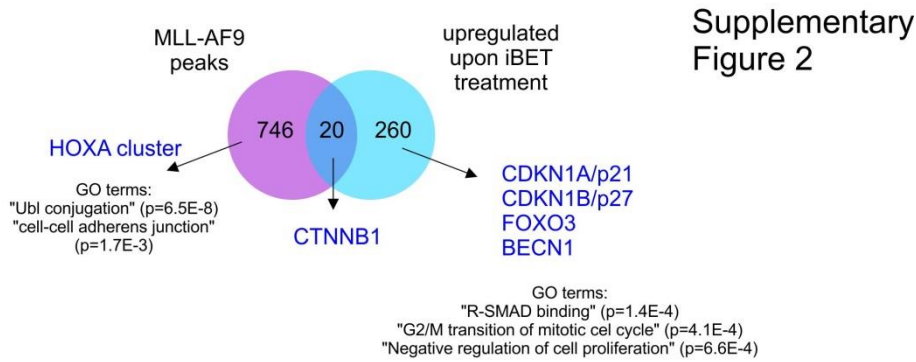 Supplementary
Figure 2
MLL-AF9
peaks
upregulated
upon iBET
treatment
746
20
260
HOXA cluster
GO terms:
"Ubl conjugation" (p=6.5E-8)
"cell-cell adherens junction"
(p=1.7E-3)
CTNNB1
CDKN1A/p21
CDKN1B/p27
FOXO3
BECN1
GO terms:
"R-SMAD binding" (p=1.4E-4)
"G2/M transition of mitotic cel cycle" (p=4.1E-4)
"Negative regulation of cell proliferation" (p=6.6E-4)